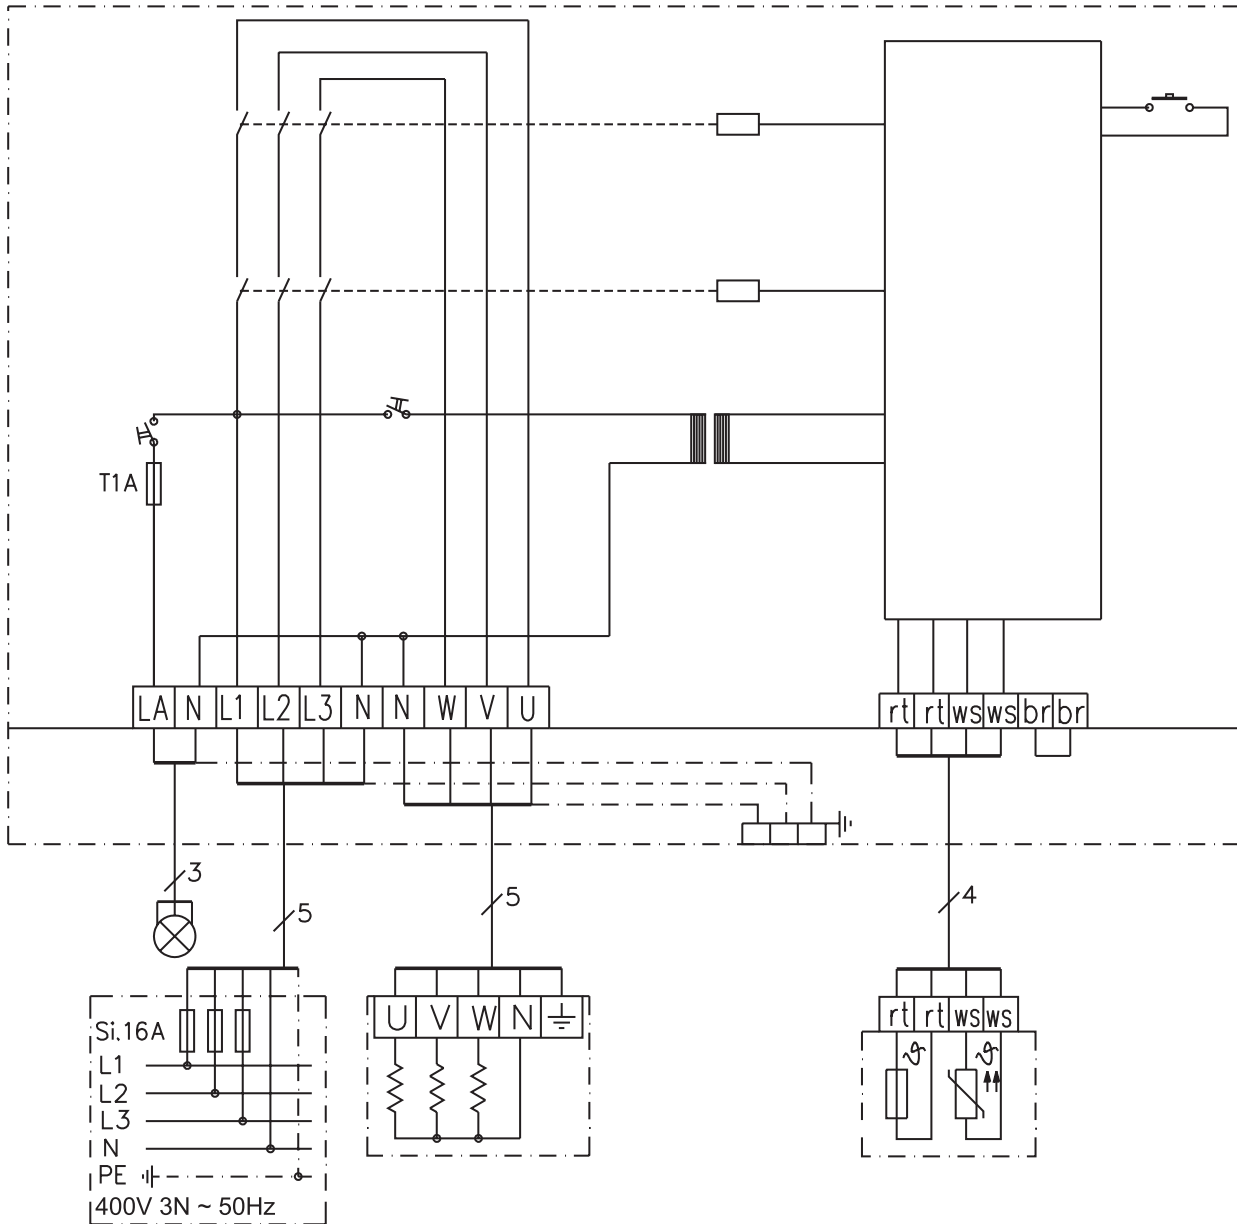 T1A
LA N L1 L2 L3 N N W V U
rt rt ws ws br br
3
5
5
4
U V W N
rt rt ws ws
Si.16A
L1
L2
L3
N
PE
400V 3N ~ 50Hz
ϑ ϑ